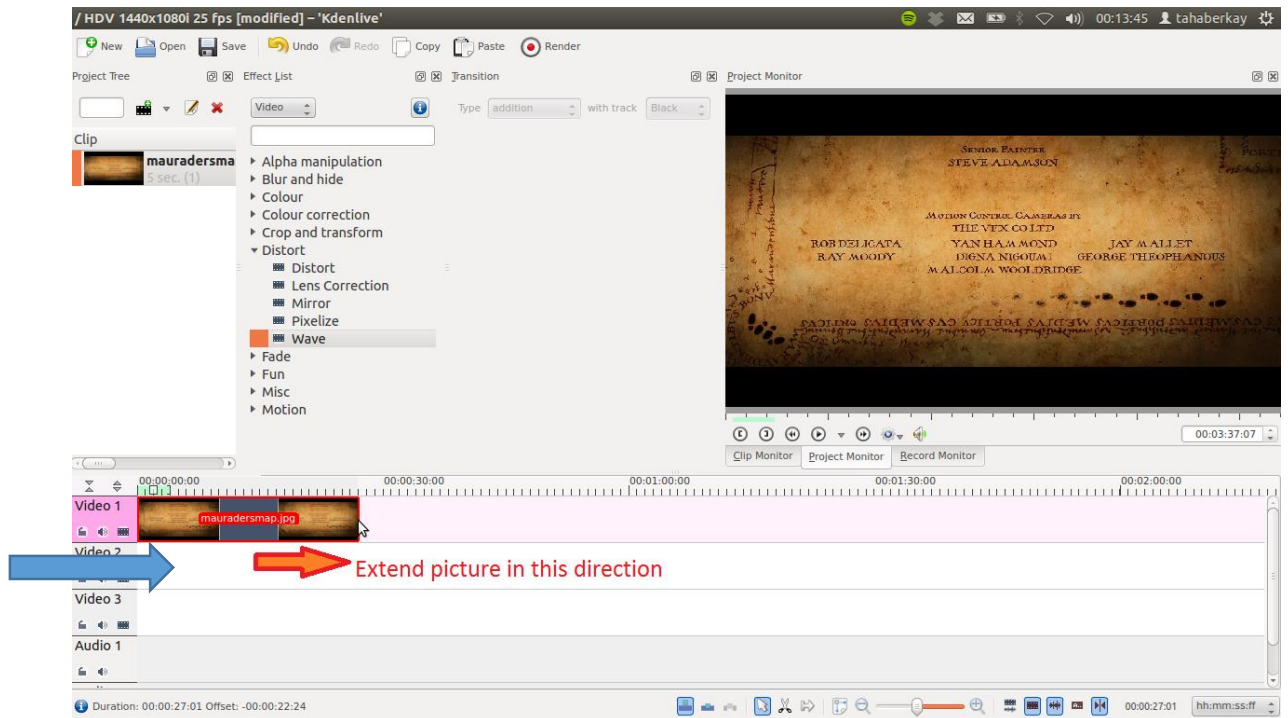 / HDV 1440x1080i 25 fps [modified] – 'Kdenlive'
00:13:45 tahaberkay
New Open Save Undo Redo Copy Paste Render
Project Tree
Effect List
Transition
Project Monitor
Video
Type addition with track Black
Clip
mauradersma
5 sec. (1)
Alpha manipulation
Blur and hide
Colour
Colour correction
Crop and transform
Distort
Distort
Lens Correction
Mirror
Pixelize
Wave
Fade
Fun
Misc
Motion
SENIOR PAINTER
STEVE ADAMSON
MOTION CONTROL CAMERAS BY
THE VFX CO LTD
ROB DELICATA YAN HAMMOND JAY MALLET
RAY MOODY DIGNA NIGOUMI GEORGE THEOPHANOUS
MALCOLM WOOLDRIDGE
00:03:37:07
Clip Monitor Project Monitor Record Monitor
00:00:00:00 00:00:30:00 00:01:00:00 00:01:30:00 00:02:00:00
Video 1
mauradersmap.jpg
Video 2
Extend picture in this direction
Video 3
Audio 1
Duration: 00:00:27:01 Offset: -00:00:22:24
00:00:27:01 hh:mm:ss:ff